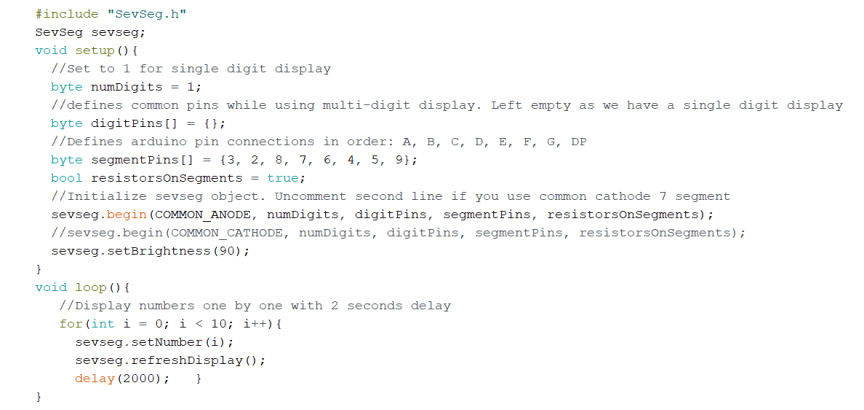 #include "SevSeg.h"
SevSeg sevseg;
void setup(){
  //Set to 1 for single digit display
  byte numDigits = 1;
  //defines common pins while using multi-digit display. Left empty as we have a single digit display
  byte digitPins[] = {};
  //Defines arduino pin connections in order: A, B, C, D, E, F, G, DP
  byte segmentPins[] = {3, 2, 8, 7, 6, 4, 5, 9};
  bool resistorsOnSegments = true;
  //Initialize sevseg object. Uncomment second line if you use common cathode 7 segment
  sevseg.begin(COMMON_ANODE, numDigits, digitPins, segmentPins, resistorsOnSegments);
  //sevseg.begin(COMMON_CATHODE, numDigits, digitPins, segmentPins, resistorsOnSegments);
  sevseg.setBrightness(90);
}
void loop(){
   //Display numbers one by one with 2 seconds delay
   for(int i = 0; i < 10; i++){
     sevseg.setNumber(i);
     sevseg.refreshDisplay();
     delay(2000);   }
}